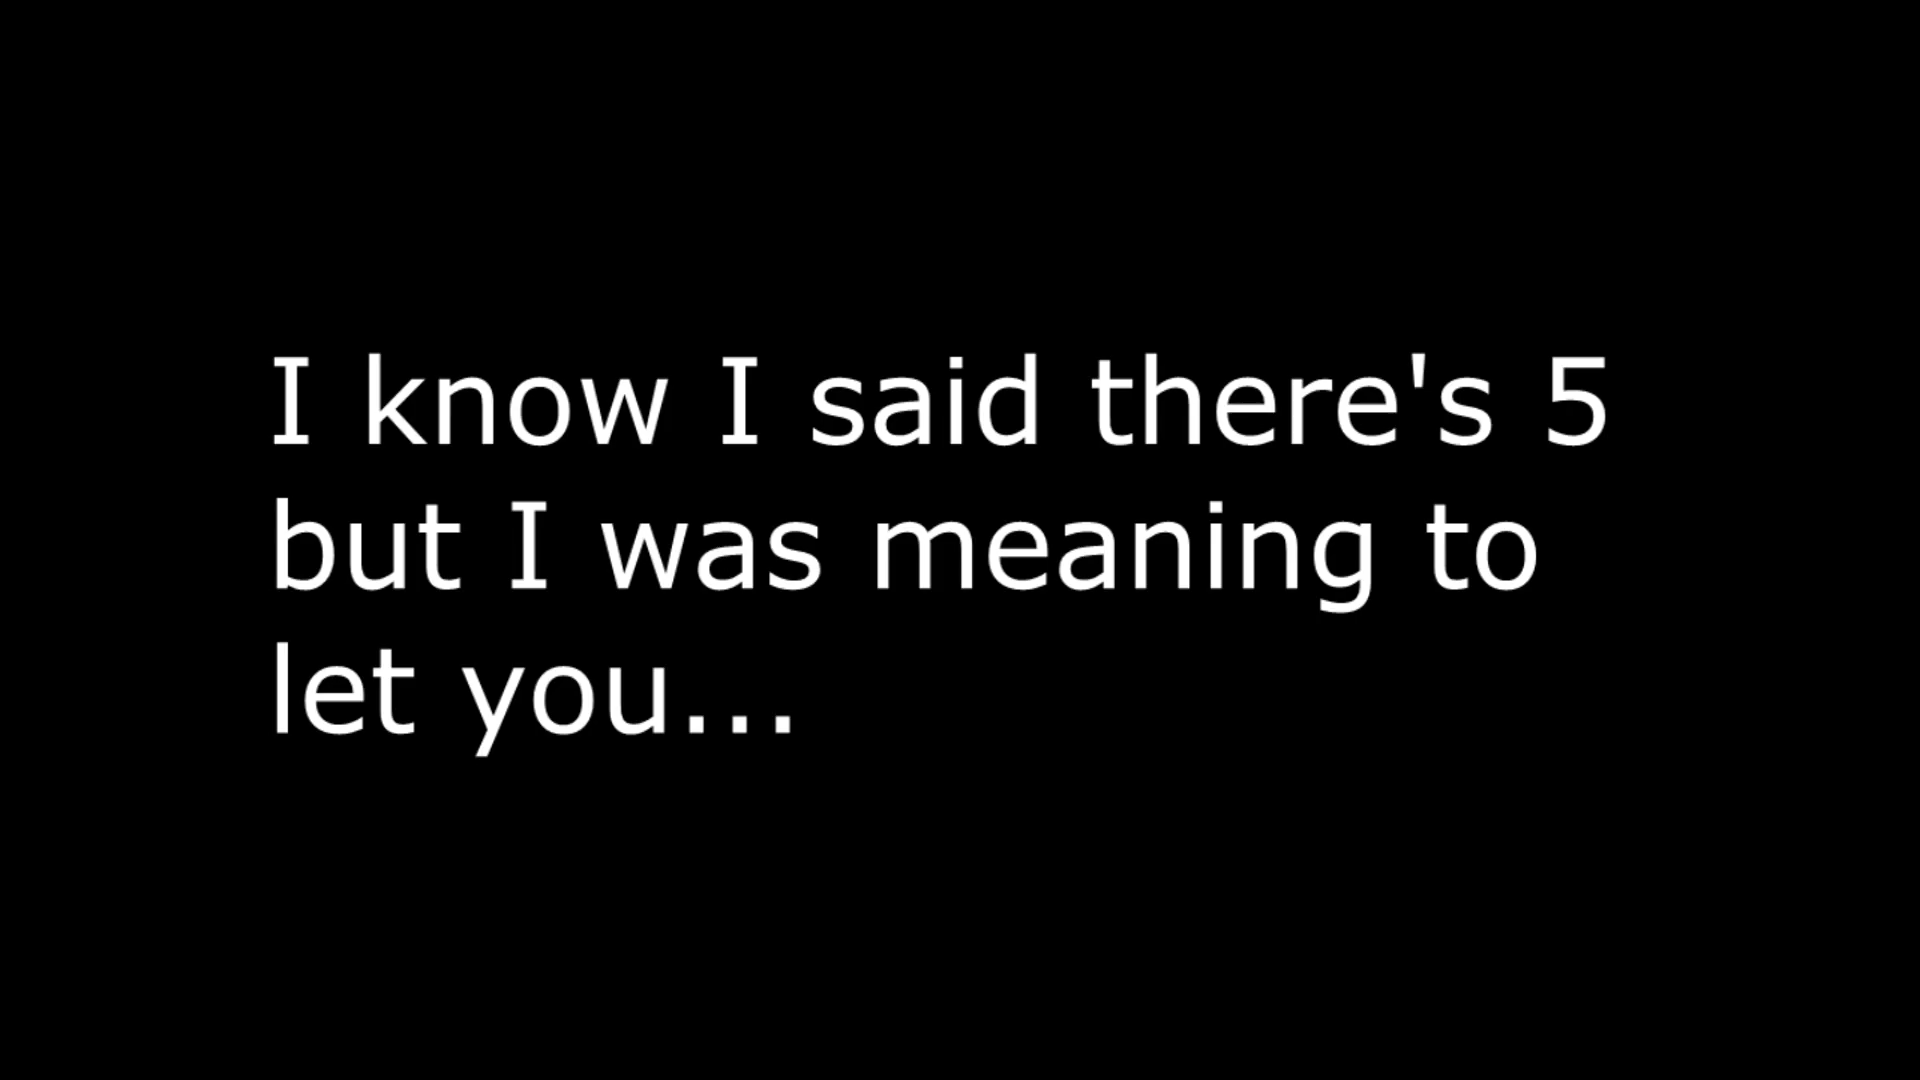 I know I said there's 5
but I was meaning to
let you...